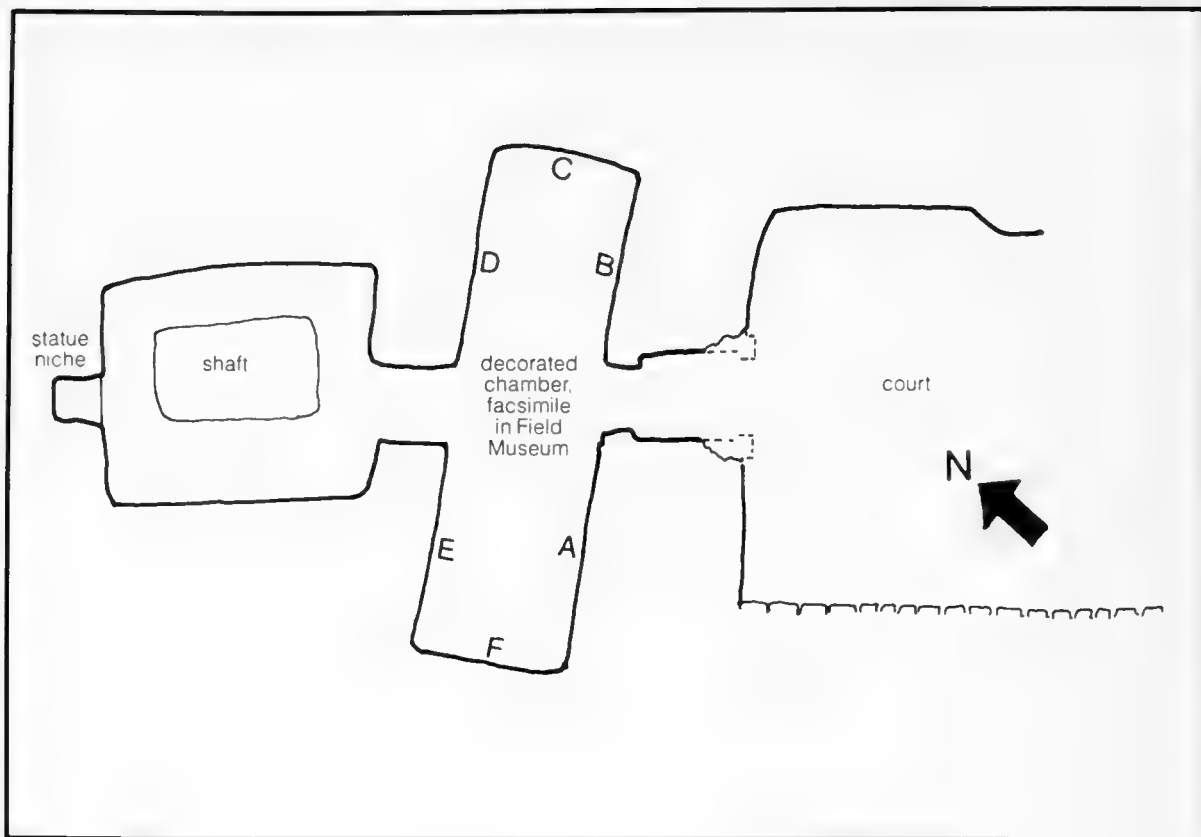 C
D
B
statue
niche
shaft
decorated
chamber,
facsimile
in Field
Museum
court
N
E
A
F